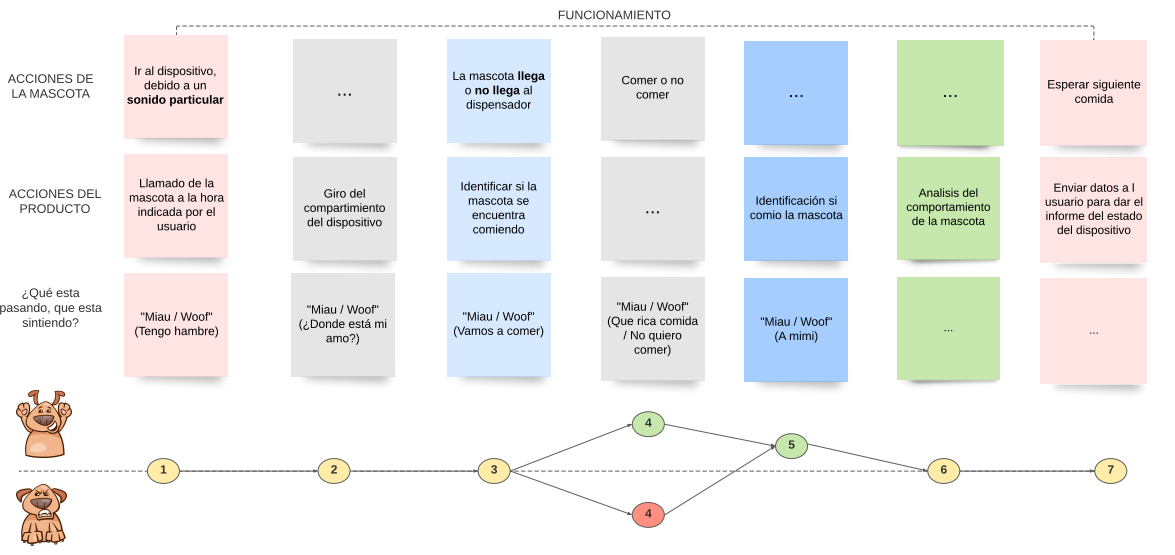 FUNCIONAMIENTO
ACCIONES DE
LA MASCOTA
Ir al dispositivo,
debido a un
sonido particular
...
La mascota llega
o no llega al
dispensador
Comer o no
comer
...
...
Esperar siguiente
comida
ACCIONES DEL
PRODUCTO
Llamado de la
mascota a la hora
indicada por el
usuario
Giro del
compartimiento
del dispositivo
Identificar si la
mascota se
encuentra
comiendo
...
Identificación si
comio la mascota
Analisis del
comportamiento
de la mascota
Enviar datos a l
usuario para dar el
informe del estado
del dispositivo
¿Qué esta
pasando, que esta
sintiendo?
"Miau / Woof"
(Tengo hambre)
"Miau / Woof"
(¿Donde está mi
amo?)
"Miau / Woof"
(Vamos a comer)
"Miau / Woof"
(Que rica comida
/ No quiero
comer)
"Miau / Woof"
(A mimi)
...
...
1
2
3
4
4
5
6
7